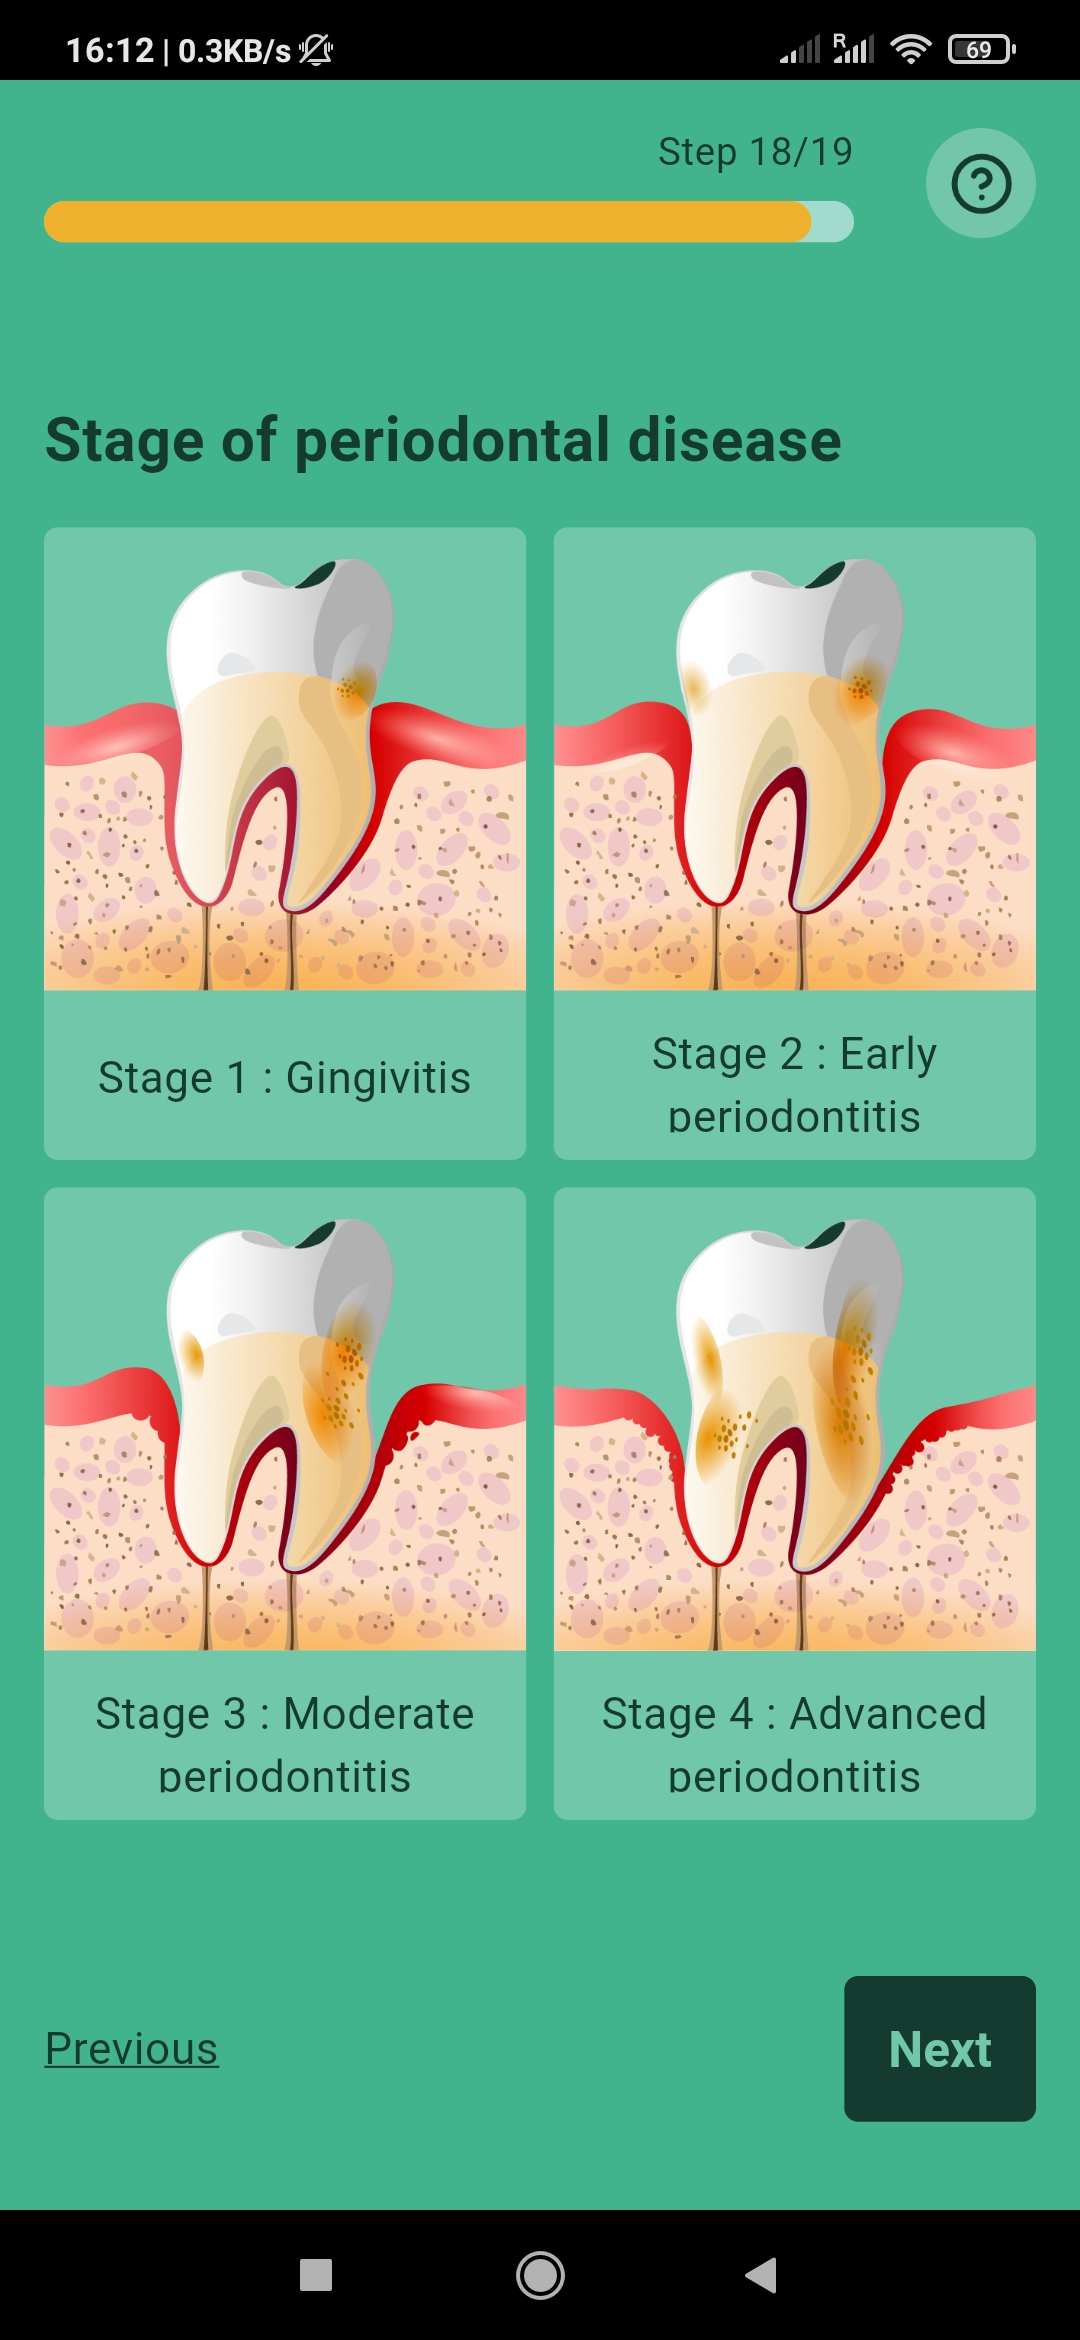 16:12 | 0.3KB/s
R
69
Step 18/19
?
Stage of periodontal disease
Stage 1 : Gingivitis
Stage 2 : Early
periodontitis
Stage 3 : Moderate
periodontitis
Stage 4 : Advanced
periodontitis
Previous
Next